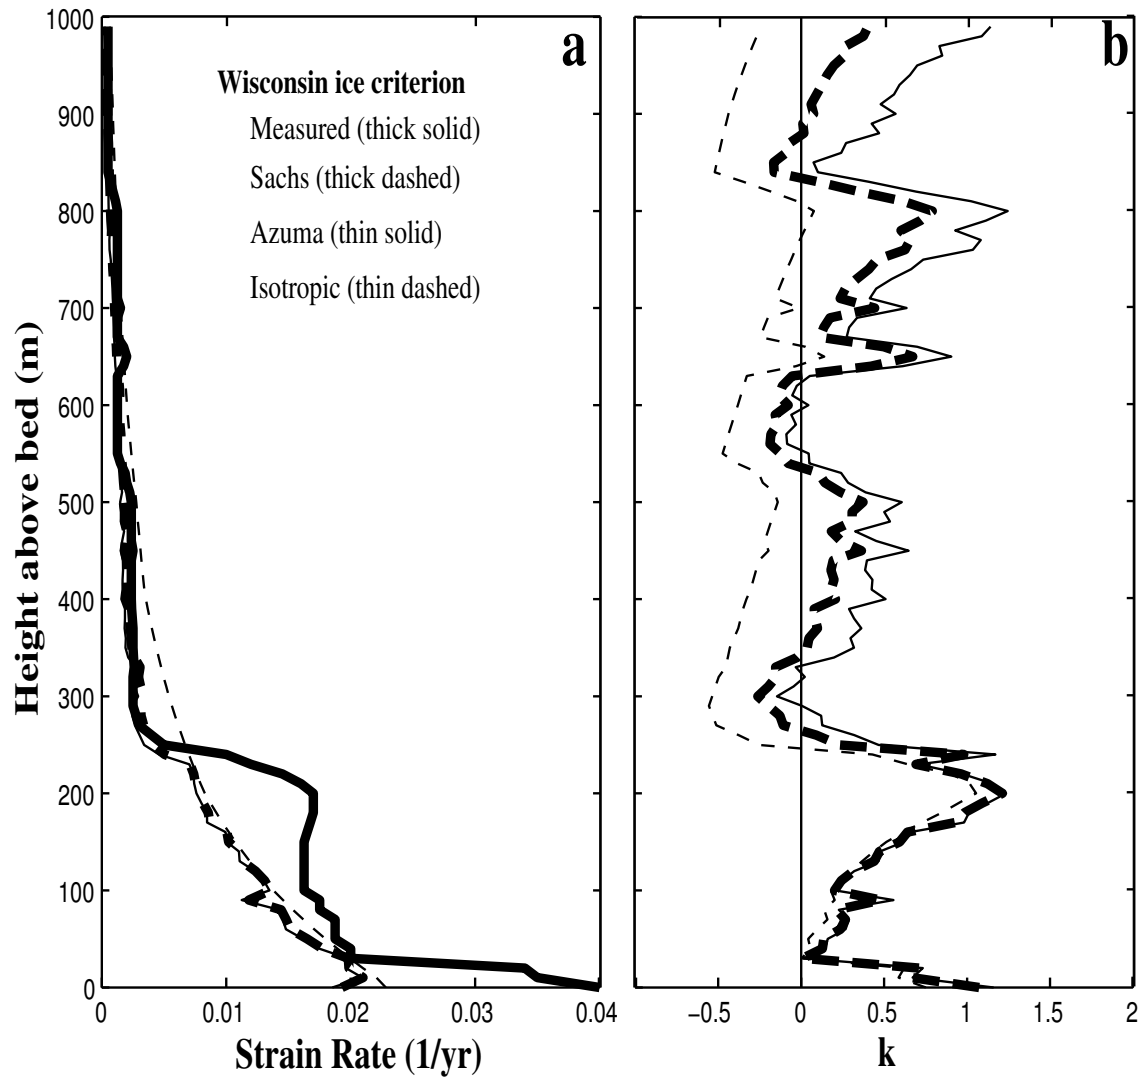 1000
900
800
700
600
500
400
300
200
100
0
Height above bed (m)
a
Wisconsin ice criterion
Measured (thick solid)
Sachs (thick dashed)
Azuma (thin solid)
Isotropic (thin dashed)
0
0.01
0.02
0.03
0.04
Strain Rate (1/yr)
b
−0.5
0
0.5
1
1.5
2
k